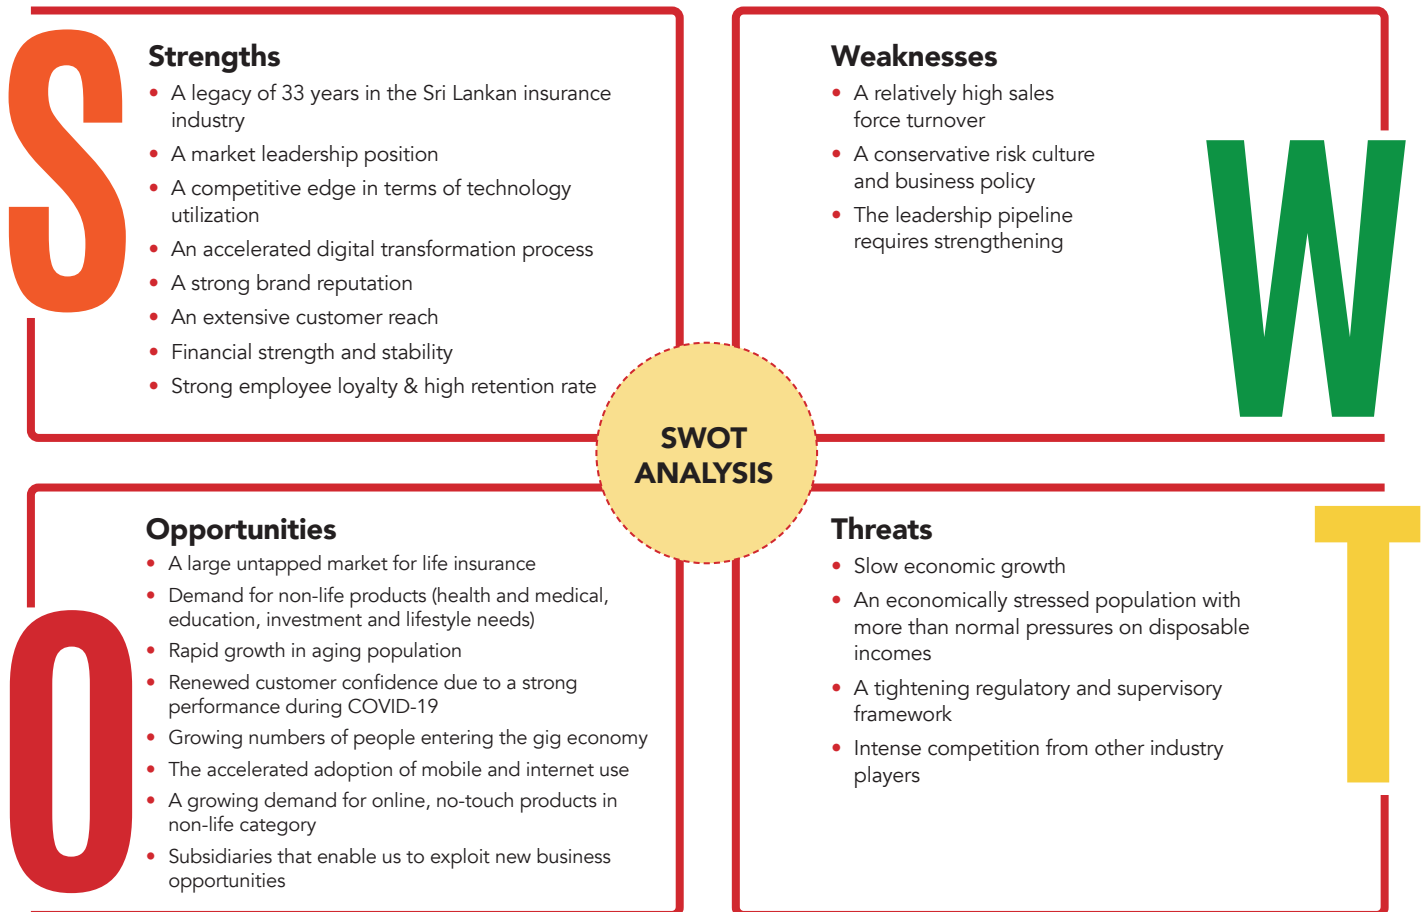 S
Strengths
• A legacy of 33 years in the Sri Lankan insurance
industry
• A market leadership position
• A competitive edge in terms of technology
utilization
• An accelerated digital transformation process
• A strong brand reputation
• An extensive customer reach
• Financial strength and stability
• Strong employee loyalty & high retention rate
W
Weaknesses
• A relatively high sales
force turnover
• A conservative risk culture
and business policy
• The leadership pipeline
requires strengthening
SWOT
ANALYSIS
O
Opportunities
• A large untapped market for life insurance
• Demand for non-life products (health and medical,
education, investment and lifestyle needs)
• Rapid growth in aging population
• Renewed customer confidence due to a strong
performance during COVID-19
• Growing numbers of people entering the gig economy
• The accelerated adoption of mobile and internet use
• A growing demand for online, no-touch products in
non-life category
• Subsidiaries that enable us to exploit new business
opportunities
T
Threats
• Slow economic growth
• An economically stressed population with
more than normal pressures on disposable
incomes
• A tightening regulatory and supervisory
framework
• Intense competition from other industry
players